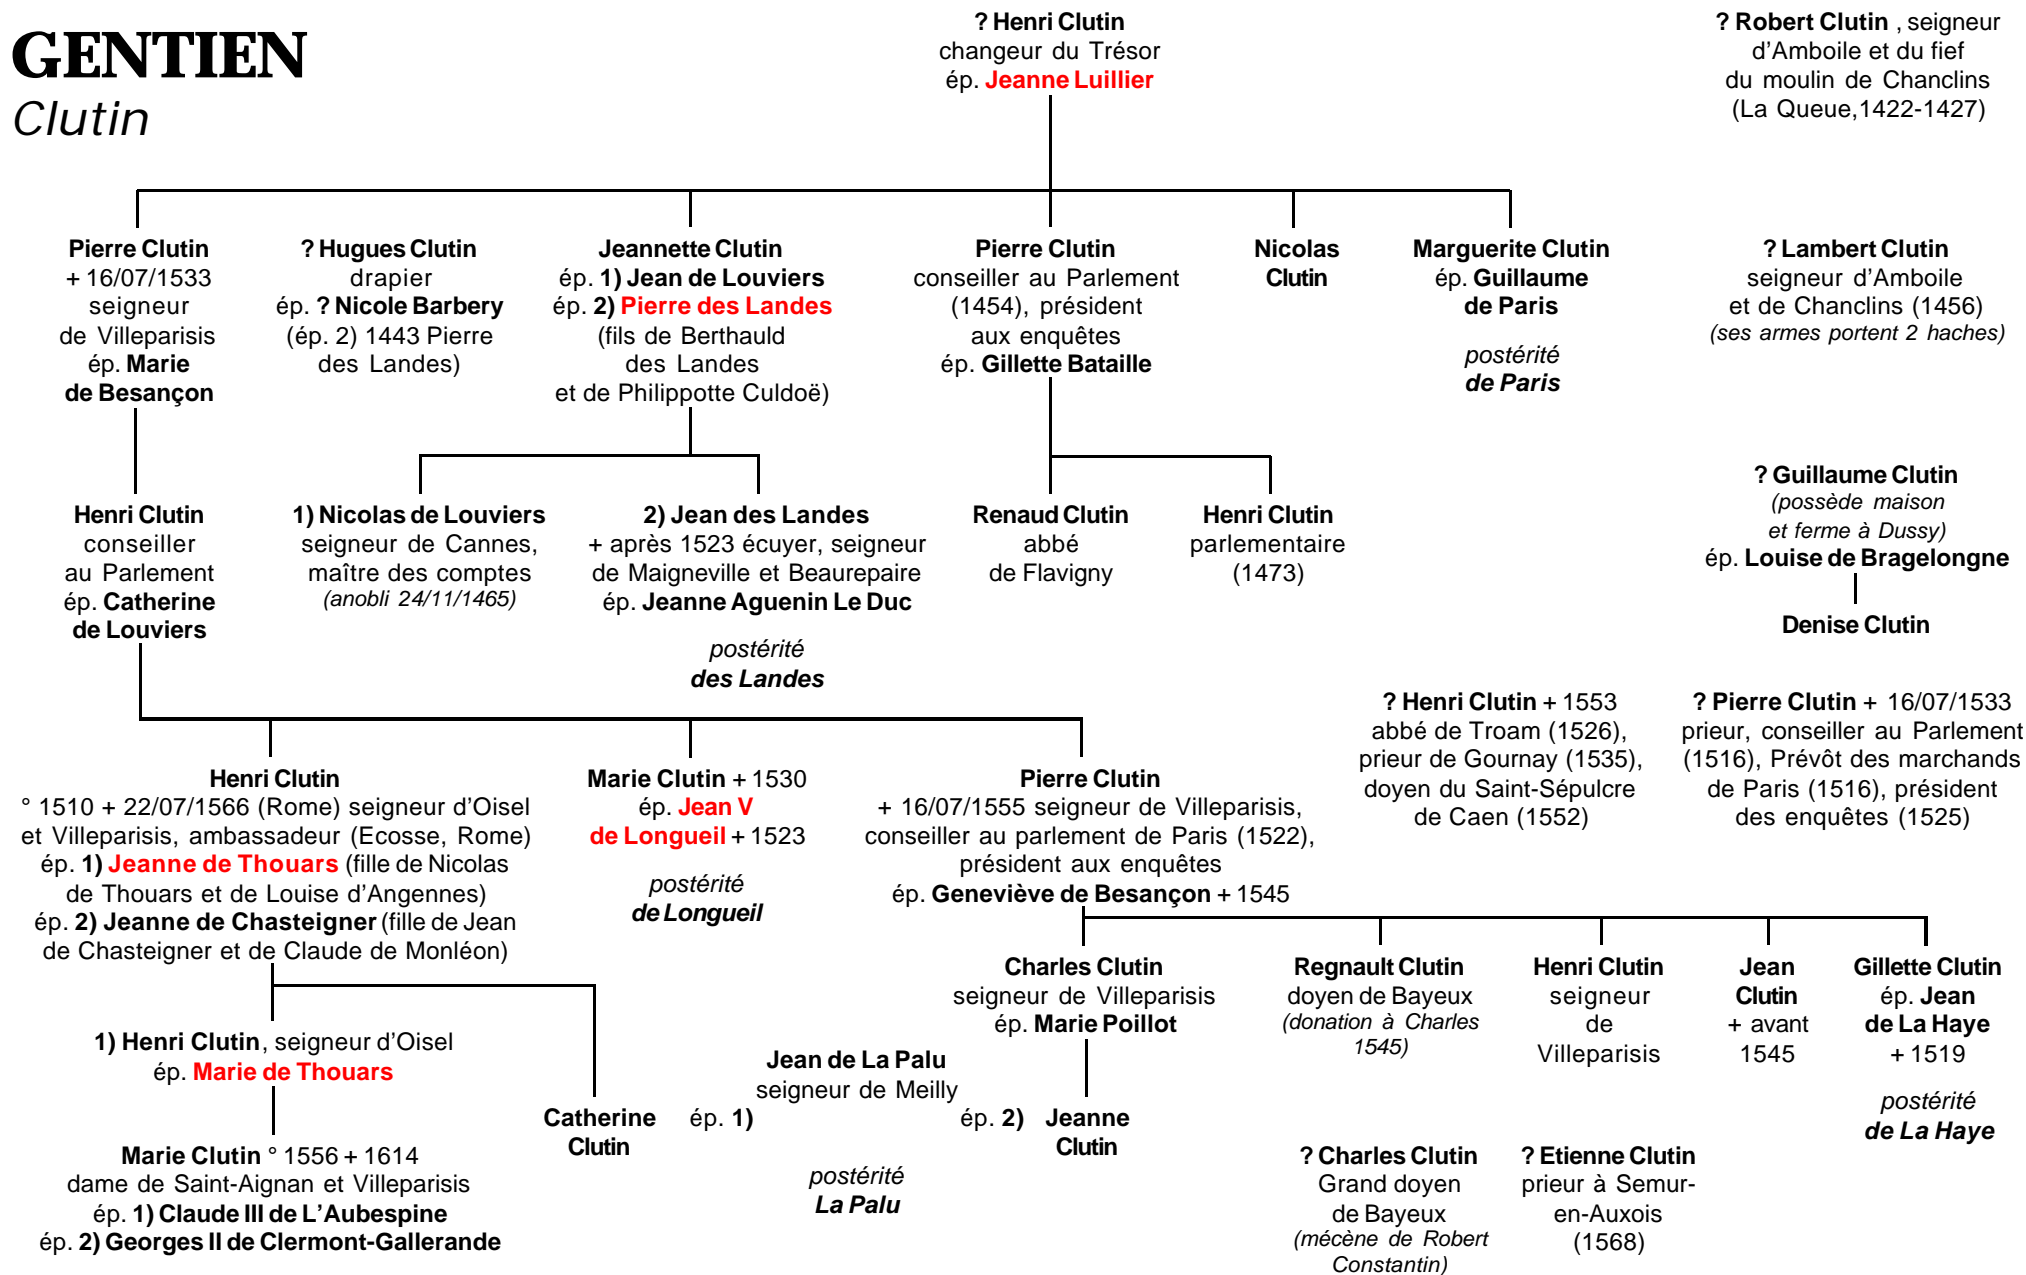 GENTIEN
Clutin
? Henri Clutin
changeur du Trésor
ép. Jeanne Luillier
? Robert Clutin , seigneur
d'Amboile et du fief
du moulin de Chanclins
(La Queue,1422-1427)
Pierre Clutin
+ 16/07/1533
seigneur
de Villeparisis
ép. Marie
de Besançon
? Hugues Clutin
drapier
ép. ? Nicole Barbery
(ép. 2) 1443 Pierre
des Landes)
Jeannette Clutin
ép. 1) Jean de Louviers
ép. 2) Pierre des Landes
(fils de Berthauld
des Landes
et de Philippotte Culdoë)
Pierre Clutin
conseiller au Parlement
(1454), président
aux enquêtes
ép. Gillette Bataille
Nicolas
Clutin
Marguerite Clutin
ép. Guillaume
de Paris
postérité
de Paris
? Lambert Clutin
seigneur d'Amboile
et de Chanclins (1456)
(ses armes portent 2 haches)
Henri Clutin
conseiller
au Parlement
ép. Catherine
de Louviers
1) Nicolas de Louviers
seigneur de Cannes,
maître des comptes
(anobli 24/11/1465)
2) Jean des Landes
+ après 1523 écuyer, seigneur
de Maigneville et Beaurepaire
ép. Jeanne Aguenin Le Duc
postérité
des Landes
Renaud Clutin
abbé
de Flavigny
Henri Clutin
parlementaire
(1473)
? Guillaume Clutin
(possède maison
et ferme à Dussy)
ép. Louise de Bragelongne
Denise Clutin
? Henri Clutin + 1553
abbé de Troam (1526),
prieur de Gournay (1535),
doyen du Saint-Sépulcre
de Caen (1552)
? Pierre Clutin + 16/07/1533
prieur, conseiller au Parlement
(1516), Prévôt des marchands
de Paris (1516), président
des enquêtes (1525)
Henri Clutin
° 1510 + 22/07/1566 (Rome) seigneur d'Oisel
et Villeparisis, ambassadeur (Ecosse, Rome)
ép. 1) Jeanne de Thouars (fille de Nicolas
de Thouars et de Louise d'Angennes)
ép. 2) Jeanne de Chasteigner (fille de Jean
de Chasteigner et de Claude de Monléon)
Marie Clutin + 1530
ép. Jean V
de Longueil + 1523
postérité
de Longueil
Pierre Clutin
+ 16/07/1555 seigneur de Villeparisis,
conseiller au parlement de Paris (1522),
président aux enquêtes
ép. Geneviève de Besançon + 1545
Charles Clutin
seigneur de Villeparisis
ép. Marie Poillot
Regnault Clutin
doyen de Bayeux
(donation à Charles
1545)
Henri Clutin
seigneur
de
Villeparisis
Jean
Clutin
+ avant
1545
Gillette Clutin
ép. Jean
de La Haye
+ 1519
postérité
de La Haye
1) Henri Clutin, seigneur d'Oisel
ép. Marie de Thouars
Catherine
Clutin
Jean de La Palu
seigneur de Meilly
ép. 1)
ép. 2) Jeanne
Clutin
postérité
La Palu
Marie Clutin ° 1556 + 1614
dame de Saint-Aignan et Villeparisis
ép. 1) Claude III de L'Aubespine
ép. 2) Georges II de Clermont-Gallerande
? Charles Clutin
Grand doyen
de Bayeux
(mécène de Robert
Constantin)
? Etienne Clutin
prieur à Semur-
en-Auxois
(1568)